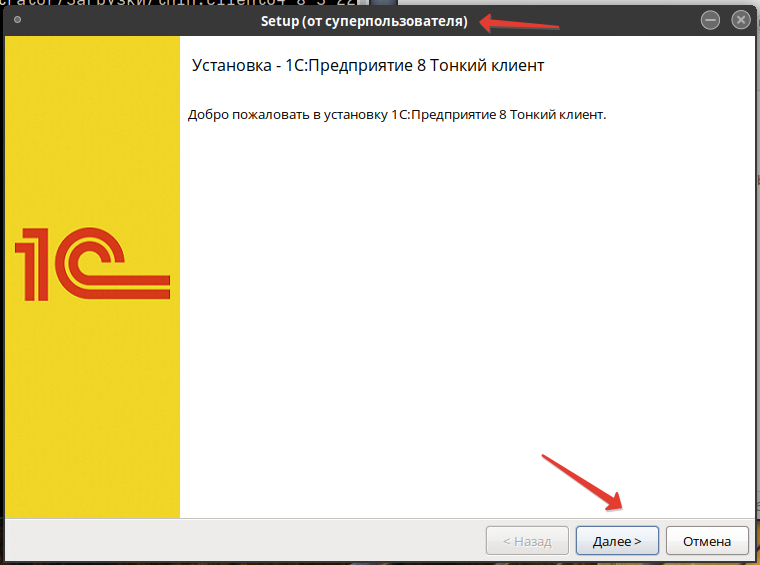 Setup (от суперпользователя)
Установка - 1С:Предприятие 8 Тонкий клиент
Добро пожаловать в установку 1С:Предприятие 8 Тонкий клиент.
1С
< Назад
Далее >
Отмена